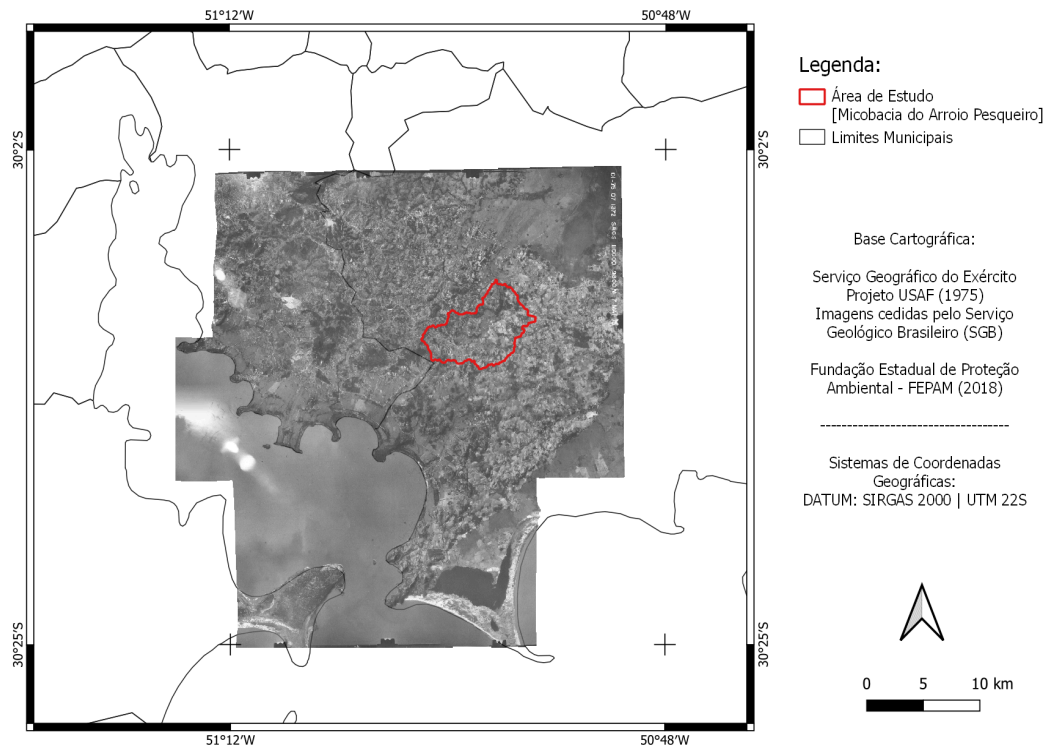 51°12'W
50°48'W
30°2'S
30°2'S
30°25'S
30°25'S
51°12'W
50°48'W
Legenda:
Área de Estudo
[Micobacia do Arroio Pesqueiro]
Limites Municipais
Base Cartográfica:
Serviço Geográfico do Exército
Projeto USAF (1975)
Imagens cedidas pelo Serviço
Geológico Brasileiro (SGB)
Fundação Estadual de Proteção
Ambiental - FEPAM (2018)
----------------------------------
Sistemas de Coordenadas
Geográficas:
DATUM: SIRGAS 2000 | UTM 22S
0 5 10 km